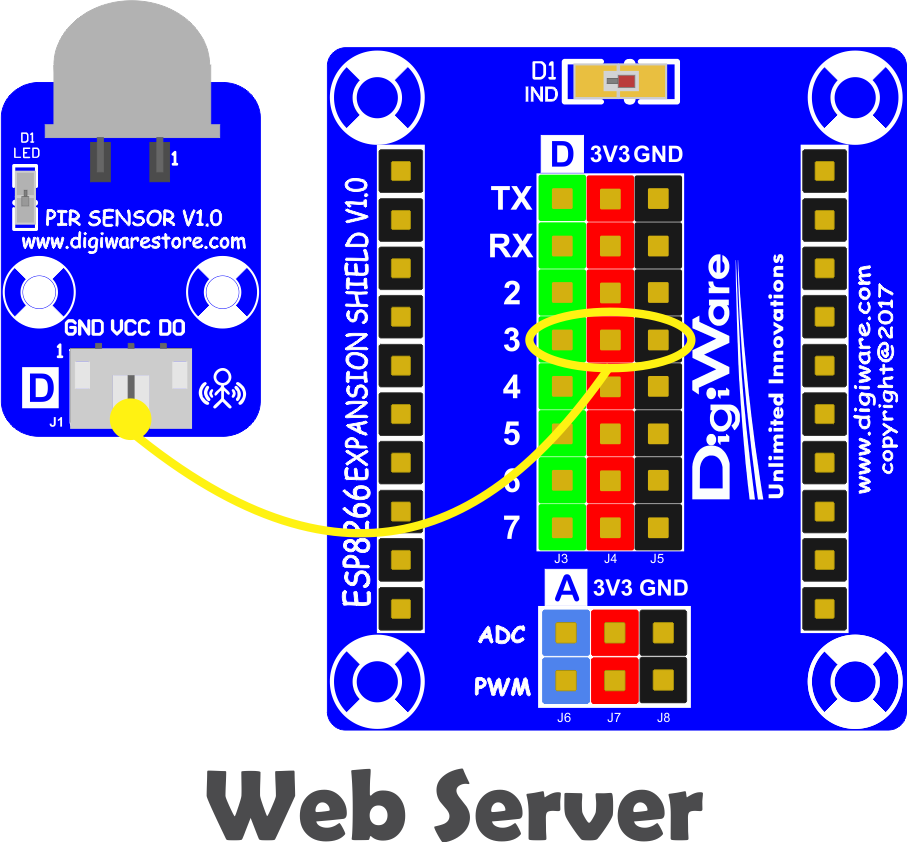 D1
LED
1
PIR SENSOR V1.0
www.digiwarestore.com
GND VCC DO
1
D
J1
ESP8266 EXPANSION SHIELD V1.0
D1
IND
D 3V3 GND
TX
RX
2
3
4
5
6
7
J3 J4 J5
A 3V3 GND
ADC
PWM
J6 J7 J8
DigiWare
Unlimited Innovations
www.digiware.com
copyright@2017
Web Server